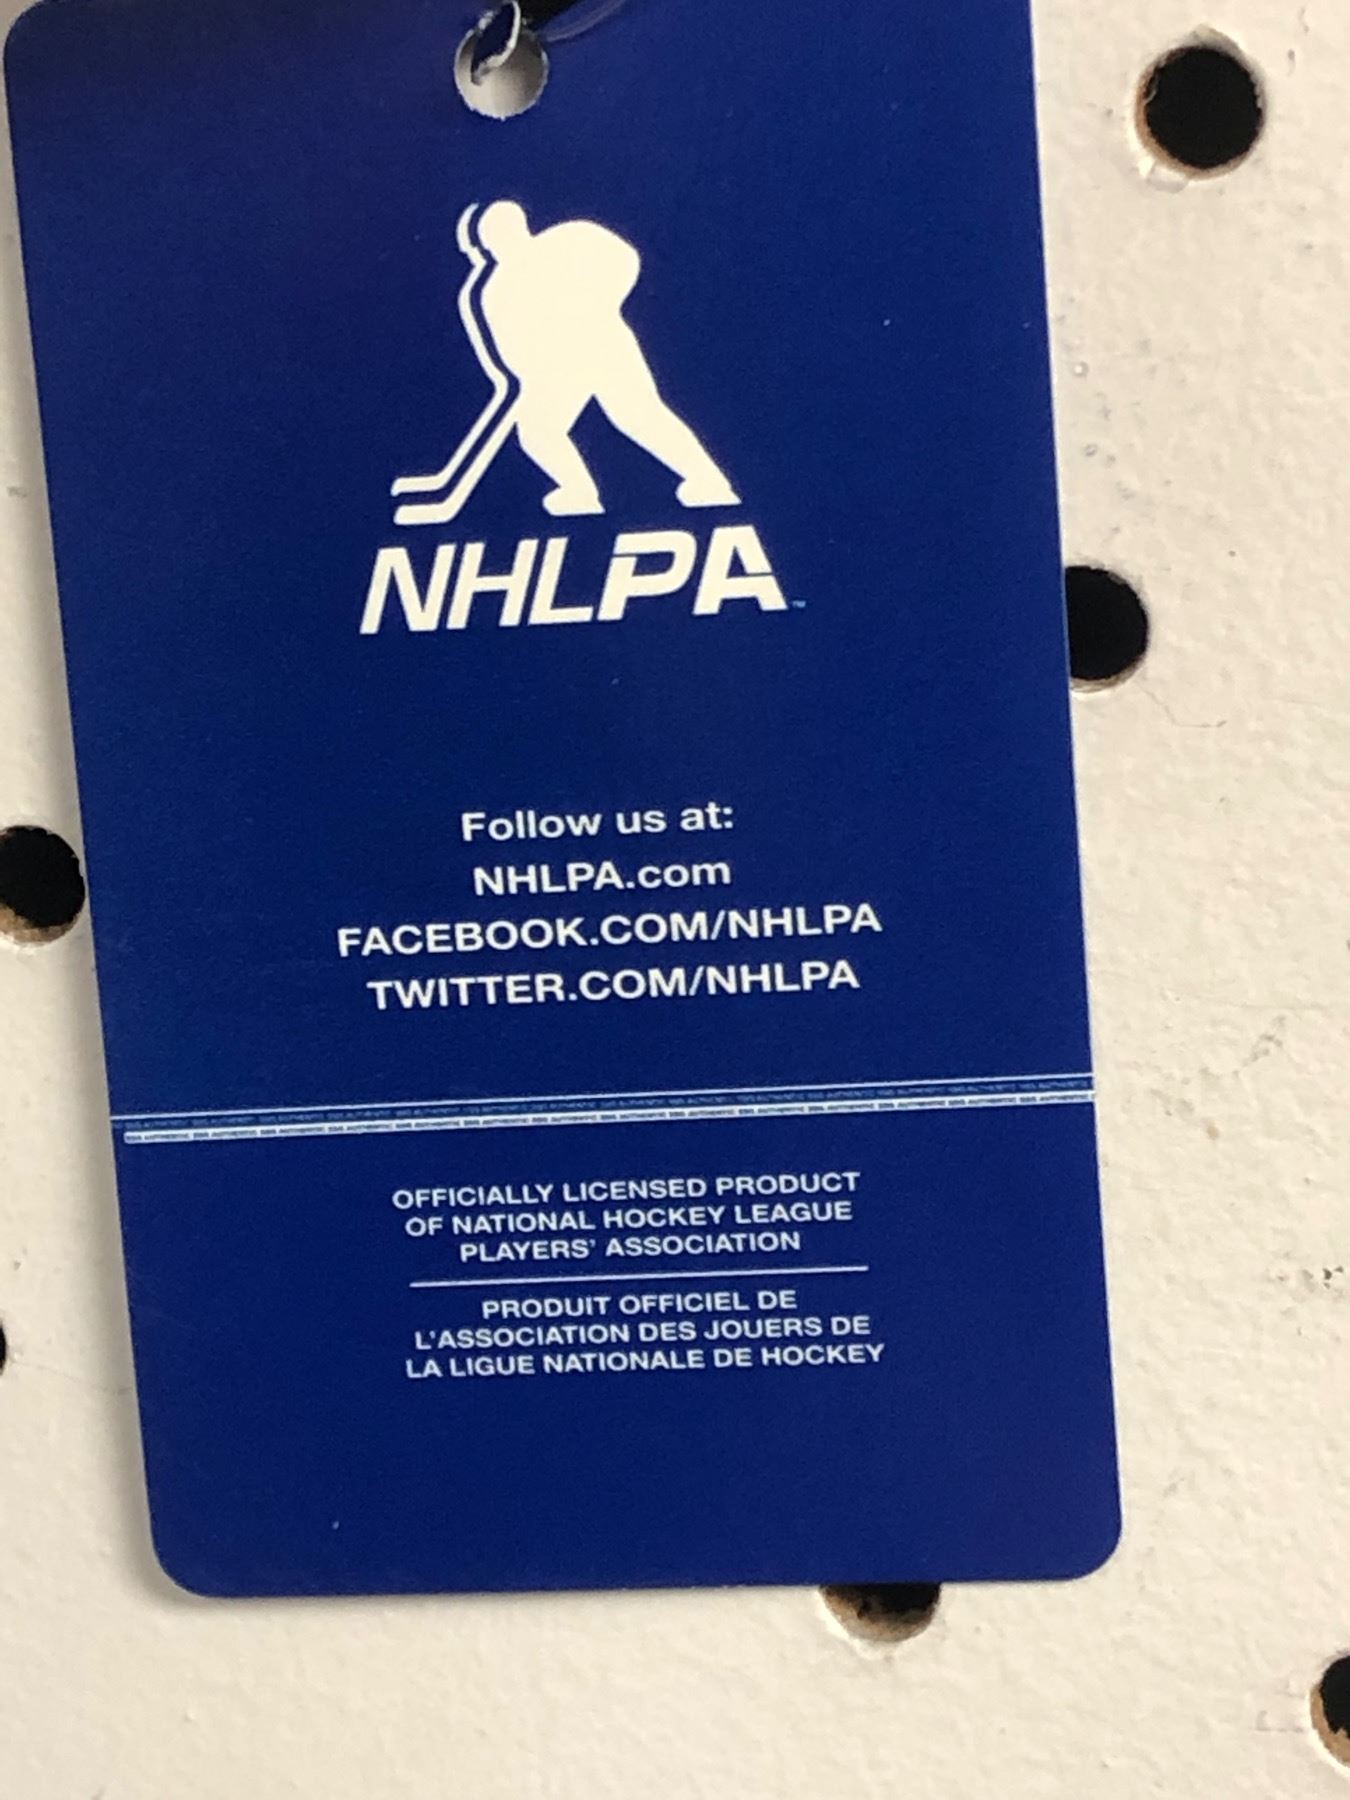 NHLPA™
Follow us at:
NHLPA.com
FACEBOOK.COM/NHLPA
TWITTER.COM/NHLPA
OFFICIALLY LICENSED PRODUCT
OF NATIONAL HOCKEY LEAGUE
PLAYERS' ASSOCIATION
PRODUIT OFFICIEL DE
L'ASSOCIATION DES JOUERS DE
LA LIGUE NATIONALE DE HOCKEY